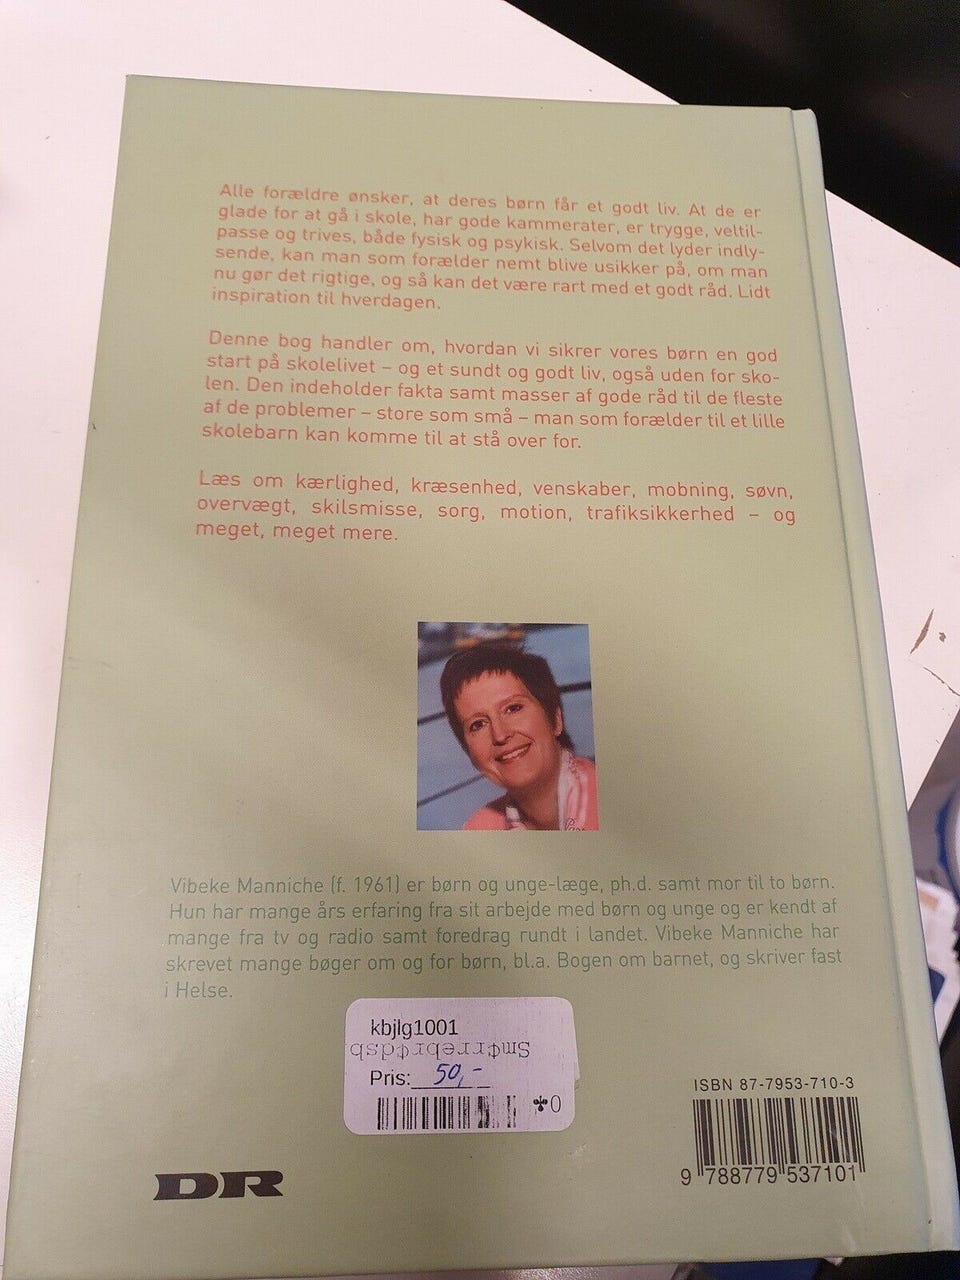 Alle forældre ønsker, at deres børn får et godt liv. At de er
glade for at gå i skole, har gode kammerater, er trygge, veltil-
passe og trives, både fysisk og psykisk. Selvom det lyder indly-
sende, kan man som forælder nemt blive usikker på, om man
nu gør det rigtige, og så kan det være rart med et godt råd. Lidt
inspiration til hverdagen.
Denne bog handler om, hvordan vi sikrer vores børn en god
start på skolelivet – og et sundt og godt liv, også uden for sko-
len. Den indeholder fakta samt masser af gode råd til de fleste
af de problemer – store som små – man som forælder til et lille
skolebarn kan komme til at stå over for.
Læs om kærlighed, kræsenhed, venskaber, mobning, søvn,
overvægt, skilsmisse, sorg, motion, trafiksikkerhed – og
meget, meget mere.
Vibeke Manniche (f. 1961) er børn og unge-læge, ph.d. samt mor til to børn.
Hun har mange års erfaring fra sit arbejde med børn og unge og er kendt af
mange fra tv og radio samt foredrag rundt i landet. Vibeke Manniche har
skrevet mange bøger om og for børn, bl.a. Bogen om barnet, og skriver fast
i Helse.
kbjlg1001
Pris: 50,-
0
ISBN 87-7953-710-3
9 788779 537101
DR